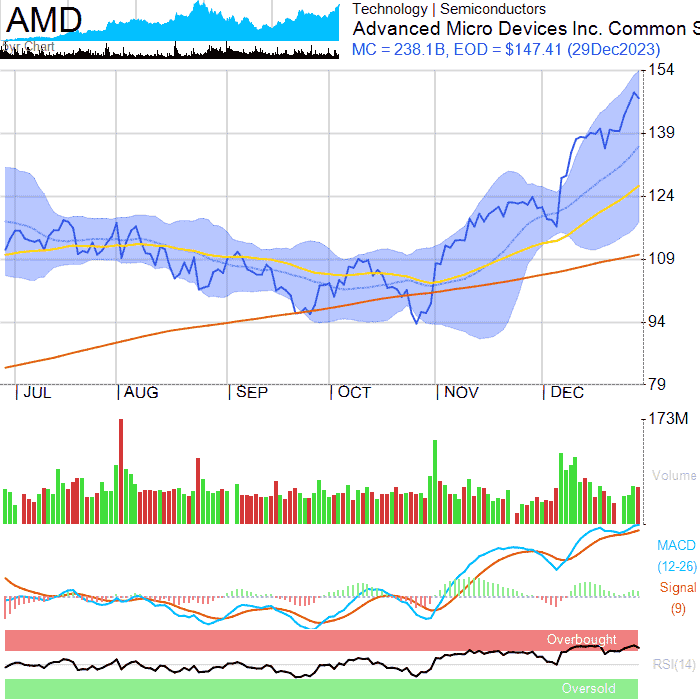 AMD
5yr Chart
Technology | Semiconductors
Advanced Micro Devices Inc. Common S
MC = 238.1B, EOD = $147.41 (29Dec2023)
154
139
124
109
94
79
| JUL | AUG | SEP | OCT | NOV | DEC
173M
Volume
MACD
(12-26)
Signal
(9)
Overbought
RSI(14)
Oversold